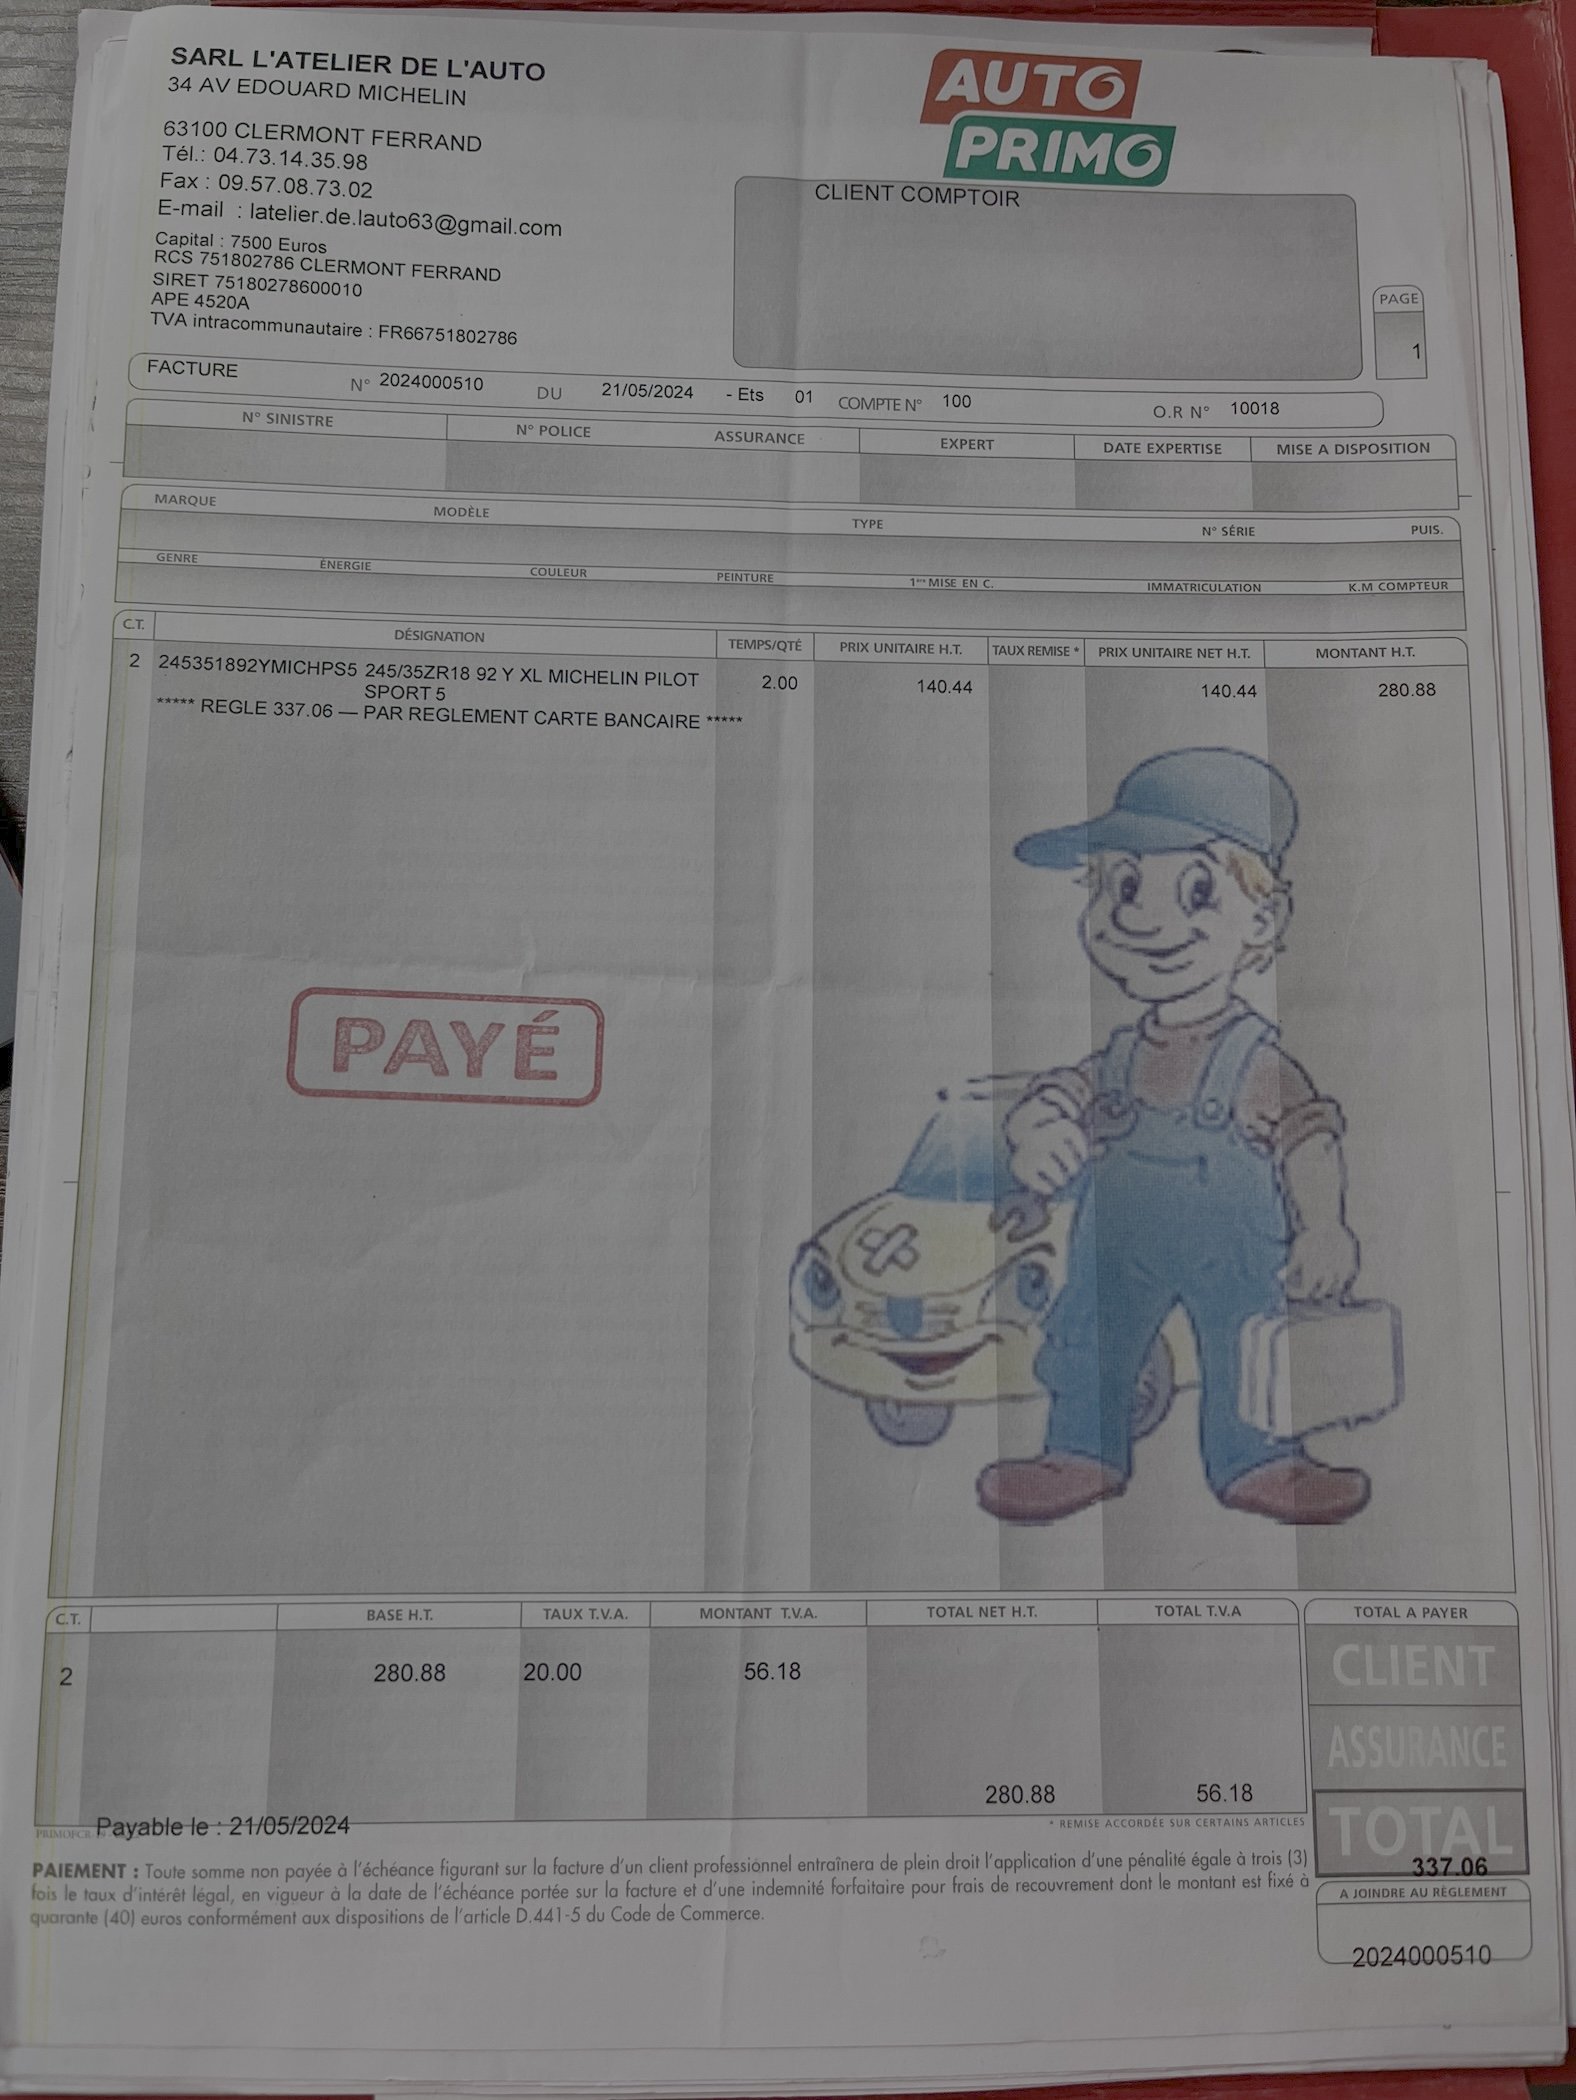 SARL L'ATELIER DE L'AUTO
34 AV EDOUARD MICHELIN
63100 CLERMONT FERRAND
Tél.: 04.73.14.35.98
Fax : 09.57.08.73.02
E-mail : latelier.de.lauto63@gmail.com
Capital : 7500 Euros
RCS 751802786 CLERMONT FERRAND
SIRET 75180278600010
APE 4520A
TVA intracommunautaire : FR66751802786
AUTO
PRIMO
CLIENT COMPTOIR
PAGE
1
FACTURE N° 2024000510 DU 21/05/2024 - Ets 01 COMPTE N° 100 O.R N° 10018
N° SINISTRE N° POLICE ASSURANCE EXPERT DATE EXPERTISE MISE A DISPOSITION
MARQUE MODÈLE TYPE N° SÉRIE PUIS.
GENRE ÉNERGIE COULEUR PEINTURE 1ère MISE EN C. IMMATRICULATION K.M COMPTEUR
C.T. DÉSIGNATION TEMPS/QTÉ PRIX UNITAIRE H.T. TAUX REMISE * PRIX UNITAIRE NET H.T. MONTANT H.T.
2 245351892YMICHPS5 245/35ZR18 92 Y XL MICHELIN PILOT 2.00 140.44 140.44 280.88
SPORT 5
***** REGLE 337.06 — PAR REGLEMENT CARTE BANCAIRE *****
PAYÉ
C.T. BASE H.T. TAUX T.V.A. MONTANT T.V.A. TOTAL NET H.T. TOTAL T.V.A TOTAL A PAYER
2 280.88 20.00 56.18
CLIENT
ASSURANCE
280.88 56.18
TOTAL
337.06
Payable le : 21/05/2024
* REMISE ACCORDÉE SUR CERTAINS ARTICLES
PAIEMENT : Toute somme non payée à l'échéance figurant sur la facture d'un client professionnel entraînera de plein droit l'application d'une pénalité égale à trois (3)
fois le taux d'intérêt légal, en vigueur à la date de l'échéance portée sur la facture et d'une indemnité forfaitaire pour frais de recouvrement dont le montant est fixé à
quarante (40) euros conformément aux dispositions de l'article D.441-5 du Code de Commerce.
A JOINDRE AU RÈGLEMENT
2024000510